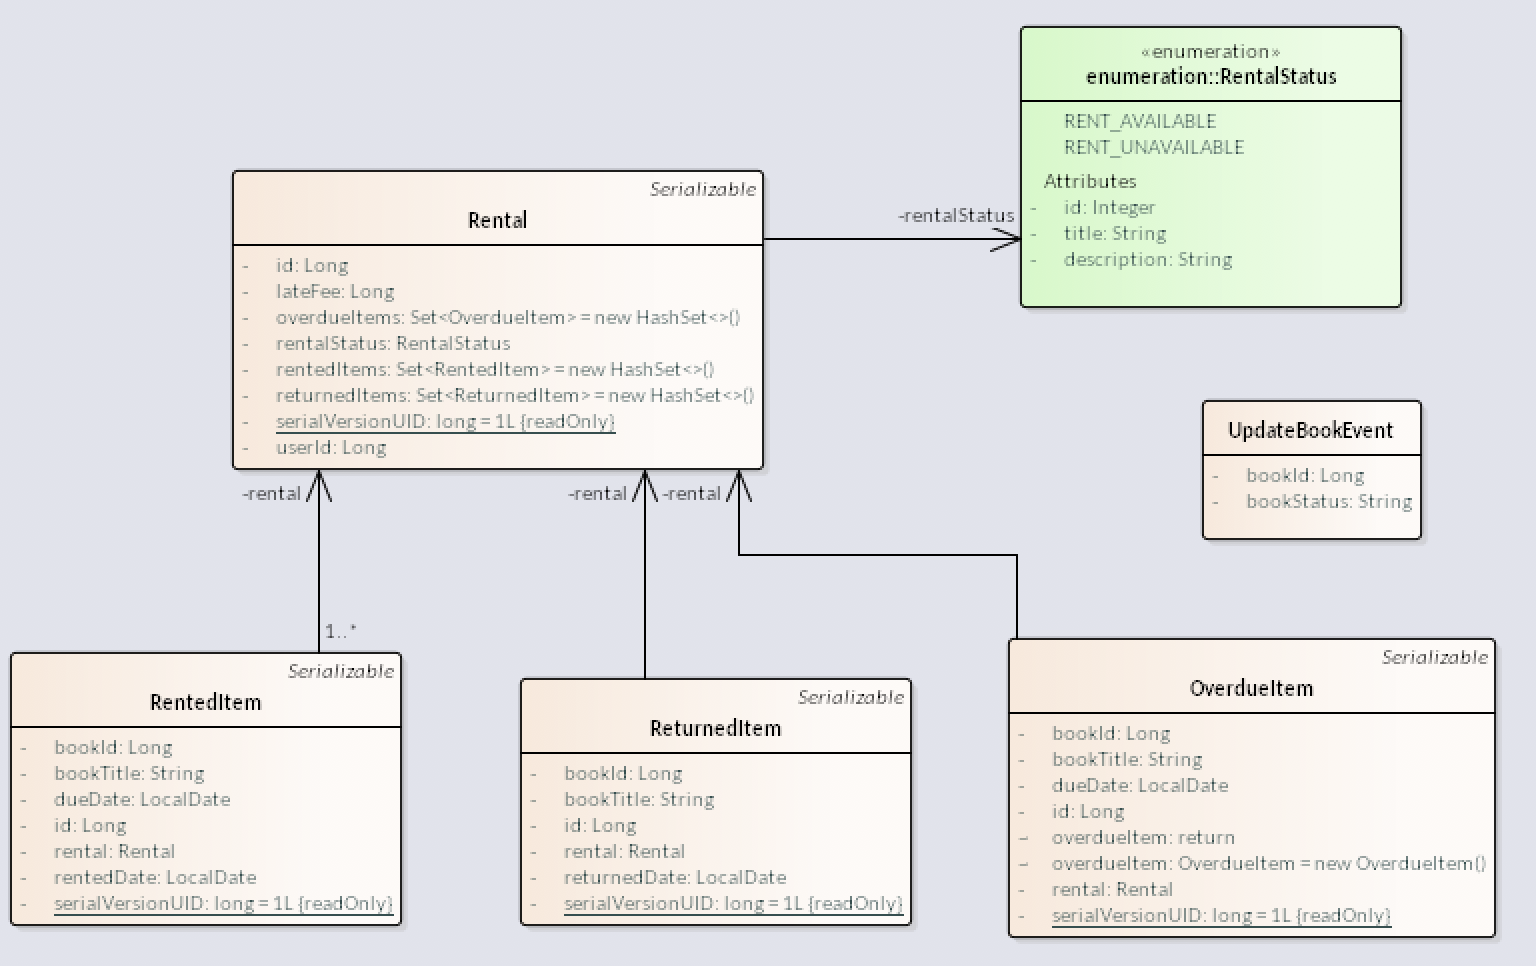 «enumeration»
enumeration::RentalStatus
RENT_AVAILABLE
RENT_UNAVAILABLE
Attributes
- id: Integer
- title: String
- description: String
Serializable
Rental
- id: Long
- lateFee: Long
- overdueItems: Set<OverdueItem> = new HashSet<>()
- rentalStatus: RentalStatus
- rentedItems: Set<RentedItem> = new HashSet<>()
- returnedItems: Set<ReturnedItem> = new HashSet<>()
- serialVersionUID: long = 1L {readOnly}
- userId: Long
-rentalStatus
UpdateBookEvent
- bookId: Long
- bookStatus: String
-rental
-rental
-rental
1..*
Serializable
RentedItem
- bookId: Long
- bookTitle: String
- dueDate: LocalDate
- id: Long
- rental: Rental
- rentedDate: LocalDate
- serialVersionUID: long = 1L {readOnly}
Serializable
ReturnedItem
- bookId: Long
- bookTitle: String
- id: Long
- rental: Rental
- returnedDate: LocalDate
- serialVersionUID: long = 1L {readOnly}
Serializable
OverdueItem
- bookId: Long
- bookTitle: String
- dueDate: LocalDate
- id: Long
~ overdueItem: return
~ overdueItem: OverdueItem = new OverdueItem()
- rental: Rental
- serialVersionUID: long = 1L {readOnly}